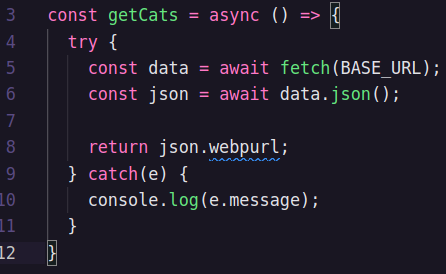 3 const getCats = async () => {
4 try {
5 const data = await fetch(BASE_URL);
6 const json = await data.json();
7
8 return json.webpurl;
9 } catch(e) {
10 console.log(e.message);
11 }
12 }